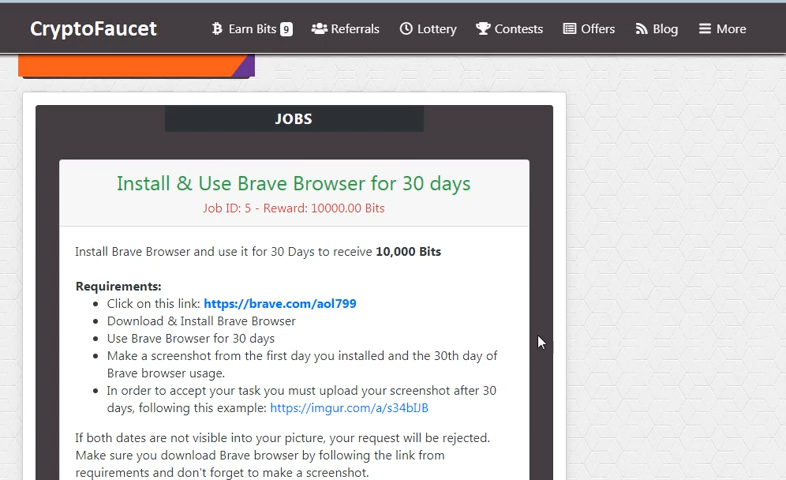 CryptoFaucet Earn Bits 9 Referrals Lottery Contests Offers Blog More
JOBS
Install & Use Brave Browser for 30 days
Job ID: 5 - Reward: 10000.00 Bits
Install Brave Browser and use it for 30 Days to receive 10,000 Bits
Requirements:
Click on this link: https://brave.com/aol799
Download & Install Brave Browser
Use Brave Browser for 30 days
Make a screenshot from the first day you installed and the 30th day of
Brave browser usage.
In order to accept your task you must upload your screenshot after 30
days, following this example: https://imgur.com/a/s34bIJB
If both dates are not visible into your picture, your request will be rejected.
Make sure you download Brave browser by following the link from
requirements and don't forget to make a screenshot.